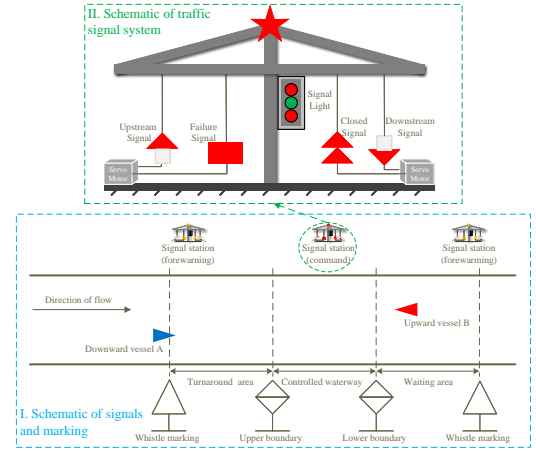 II. Schematic of traffic
signal system
Signal
Light
Upstream
Signal
Failure
Signal
Closed
Signal
Downstream
Signal
Servo
Motor
Servo
Motor
Signal station
(forewarning)
Signal station
(command)
Signal station
(forewarning)
Direction of flow
Upward vessel B
Downward vessel A
Turnaround area
Controlled waterway
Waiting area
I. Schematic of signals
and marking
Whistle marking
Upper boundary
Lower boundary
Whistle marking